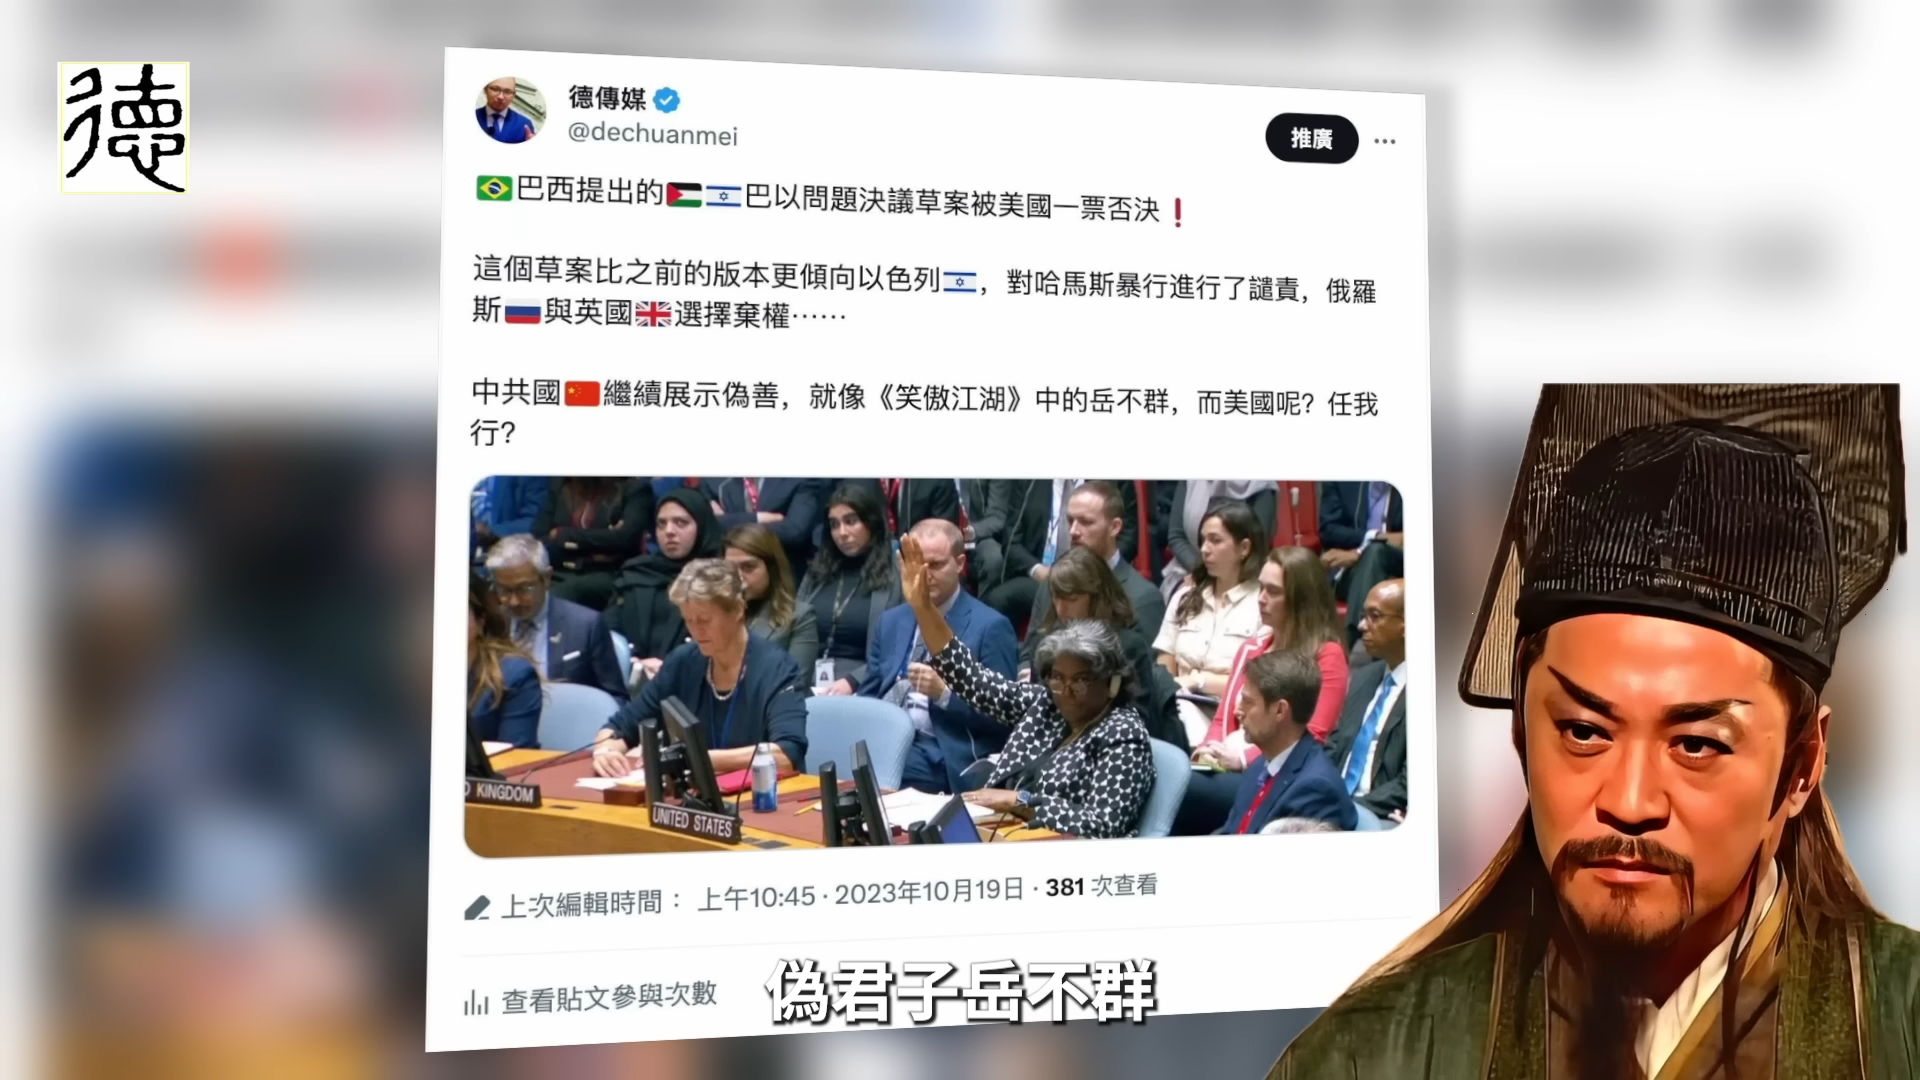 德
德傳媒
@dechuanmei
推廣
🇧🇷巴西提出的🇵🇸🇮🇱巴以問題決議草案被美國一票否決❗
這個草案比之前的版本更傾向以色列🇮🇱，對哈馬斯暴行進行了譴責，俄羅
斯🇷🇺與英國🇬🇧選擇棄權……
中共國🇨🇳繼續展示偽善，就像《笑傲江湖》中的岳不群，而美國呢？任我
行？
D KINGDOM
UNITED STATES
上次編輯時間： 上午10:45 · 2023年10月19日 · 381 次查看
查看貼文參與次數
偽君子岳不群